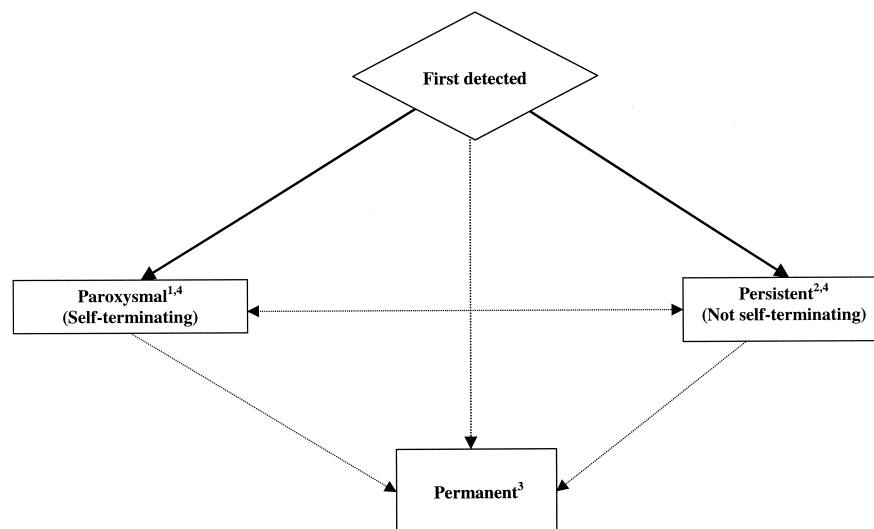 First detected
Paroxysmal1,4
(Self-terminating)
Persistent2,4
(Not self-terminating)
Permanent3